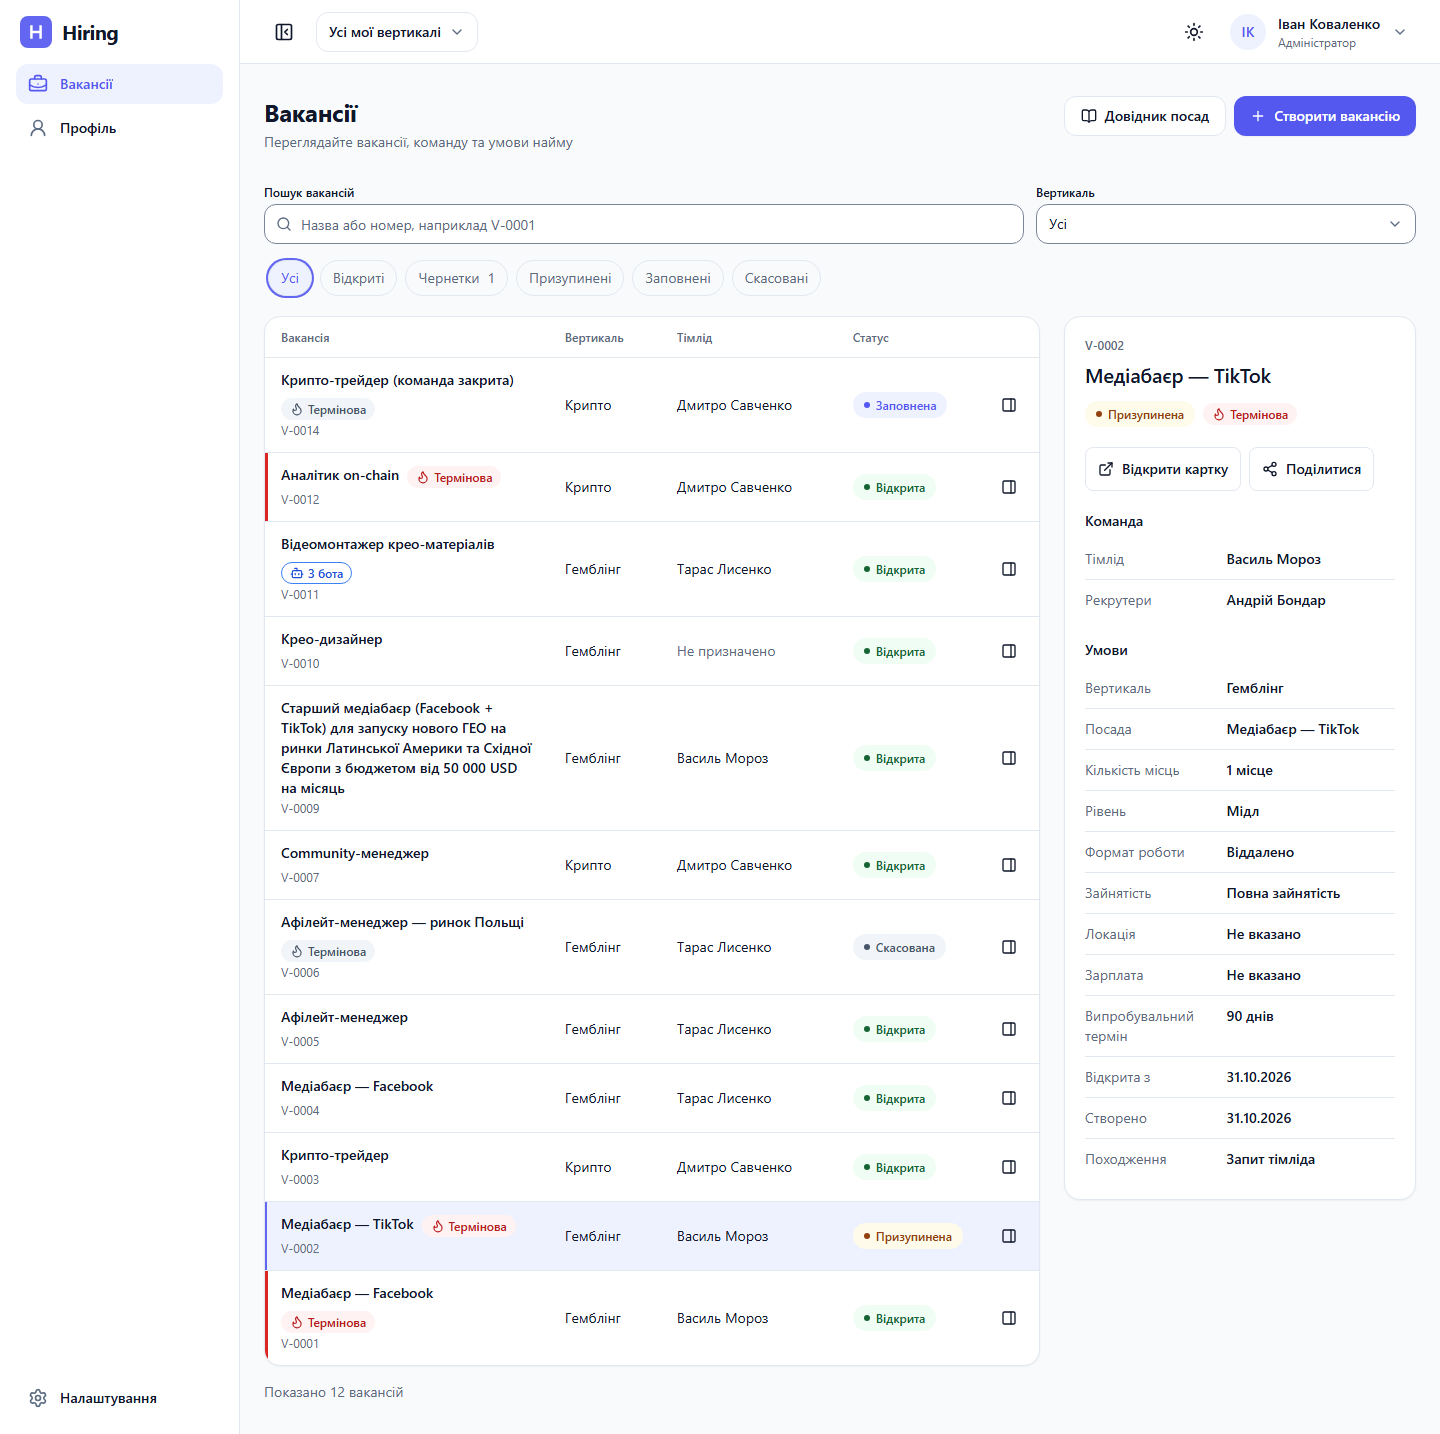 H Hiring
Вакансії
Профіль
Налаштування
Усі мої вертикалі
ІК
Іван Коваленко
Адміністратор
Вакансії
Переглядайте вакансії, команду та умови найму
Довідник посад
Створити вакансію
Пошук вакансій
Назва або номер, наприклад V-0001
Вертикаль
Усі
Усі Відкриті Чернетки 1 Призупинені Заповнені Скасовані
Вакансія Вертикаль Тімлід Статус
Крипто-трейдер (команда закрита)
Термінова
V-0014
Крипто Дмитро Савченко Заповнена
Аналітик on-chain Термінова
V-0012
Крипто Дмитро Савченко Відкрита
Відеомонтажер крео-матеріалів
З бота
V-0011
Гемблінг Тарас Лисенко Відкрита
Крео-дизайнер
V-0010
Гемблінг Не призначено Відкрита
Старший медіабаєр (Facebook +
TikTok) для запуску нового ГЕО на
ринки Латинської Америки та Східної
Європи з бюджетом від 50 000 USD
на місяць
V-0009
Гемблінг Василь Мороз Відкрита
Community-менеджер
V-0007
Крипто Дмитро Савченко Відкрита
Афілейт-менеджер — ринок Польщі
Термінова
V-0006
Гемблінг Тарас Лисенко Скасована
Афілейт-менеджер
V-0005
Гемблінг Тарас Лисенко Відкрита
Медіабаєр — Facebook
V-0004
Гемблінг Тарас Лисенко Відкрита
Крипто-трейдер
V-0003
Крипто Дмитро Савченко Відкрита
Медіабаєр — TikTok Термінова
V-0002
Гемблінг Василь Мороз Призупинена
Медіабаєр — Facebook
Термінова
V-0001
Гемблінг Василь Мороз Відкрита
Показано 12 вакансій
V-0002
Медіабаєр — TikTok
Призупинена Термінова
Відкрити картку Поділитися
Команда
Тімлід Василь Мороз
Рекрутери Андрій Бондар
Умови
Вертикаль Гемблінг
Посада Медіабаєр — TikTok
Кількість місць 1 місце
Рівень Мідл
Формат роботи Віддалено
Зайнятість Повна зайнятість
Локація Не вказано
Зарплата Не вказано
Випробувальний термін 90 днів
Відкрита з 31.10.2026
Створено 31.10.2026
Походження Запит тімліда